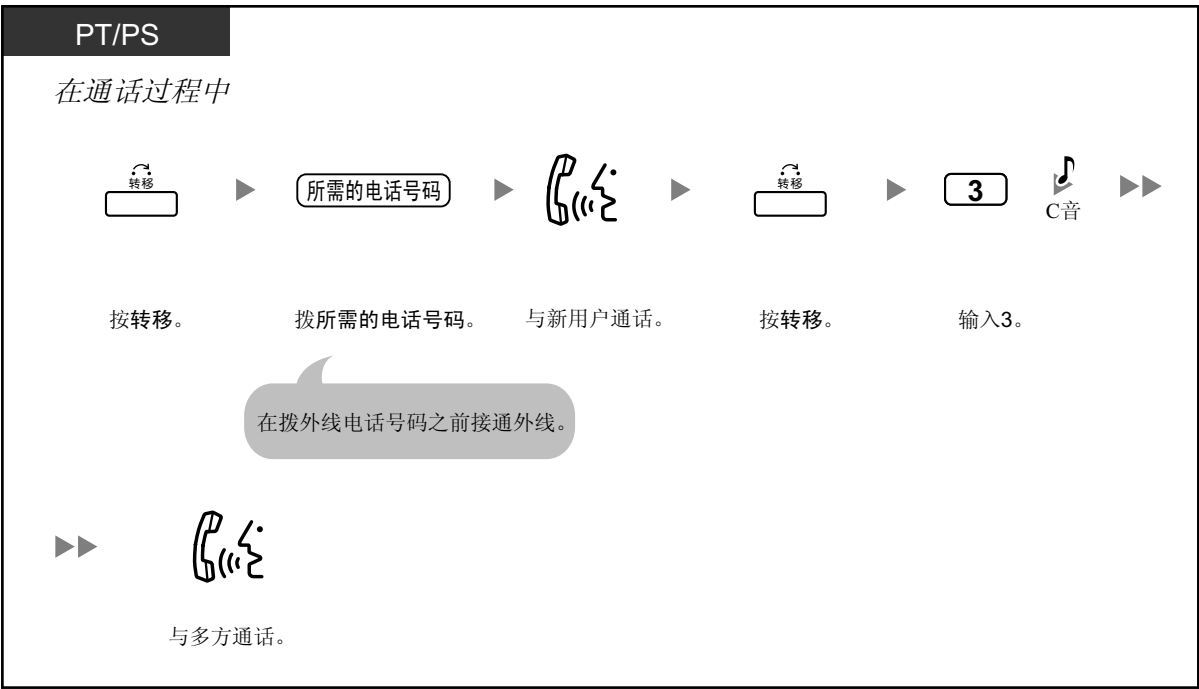 PT/PS
在通话过程中
转移
所需的电话号码
转移
3
C音
按转移。
拨所需的电话号码。
与新用户通话。
按转移。
输入3。
在拨外线电话号码之前接通外线。
与多方通话。